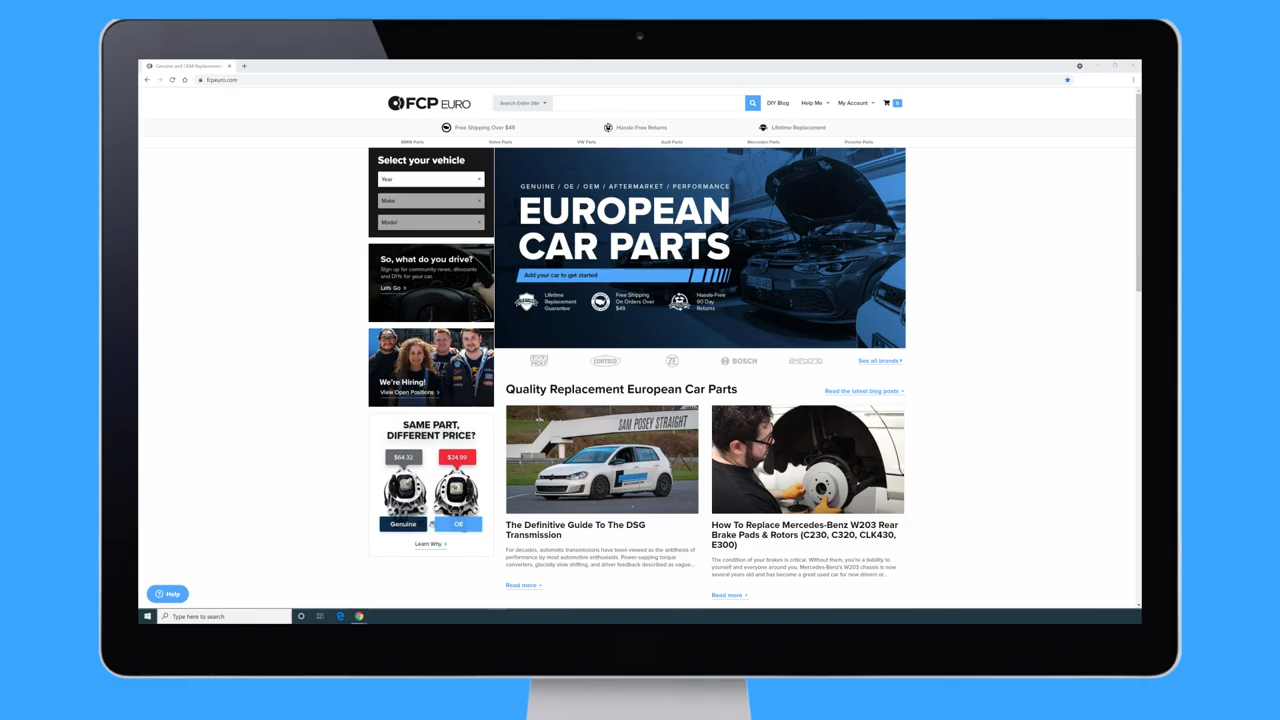 Genuine and OEM Replacement
fcpeuro.com
FCP EURO
Search Entire Site
DIY Blog
Help Me
My Account
0
Free Shipping Over $49
Hassle-Free Returns
Lifetime Replacement
BMW Parts
Volvo Parts
VW Parts
Audi Parts
Mercedes Parts
Porsche Parts
Select your vehicle
Year
Make
Model
GENUINE / OE / OEM / AFTERMARKET / PERFORMANCE
EUROPEAN
CAR PARTS
Add your car to get started
Lifetime
Replacement
Guarantee
Free Shipping
On Orders Over
$49
Hassle-Free
90 Day
Returns
So, what do you drive?
Sign up for community news, discounts
and DIYs for your car.
Lets Go
We're Hiring!
View Open Positions
LIQUI
MOLY
CORTECO
ZF
BOSCH
See all brands
Quality Replacement European Car Parts
Read the latest blog posts
SAM POSEY STRAIGHT
SAME PART,
DIFFERENT PRICE?
$64.32
$24.99
Genuine
OE
Learn Why
The Definitive Guide To The DSG
Transmission
For decades, automatic transmissions have been viewed as the antithesis of
performance by most automotive enthusiasts. Power-sapping torque
converters, glacially slow shifting, and driver feedback described as vague...
Read more
How To Replace Mercedes-Benz W203 Rear
Brake Pads & Rotors (C230, C320, CLK430,
E300)
The condition of your brakes is critical. Without them, you're a liability to
yourself and everyone around you. Mercedes-Benz's W203 chassis is now
several years old and has become a great used car for new drivers or...
Read more
Help
Type here to search